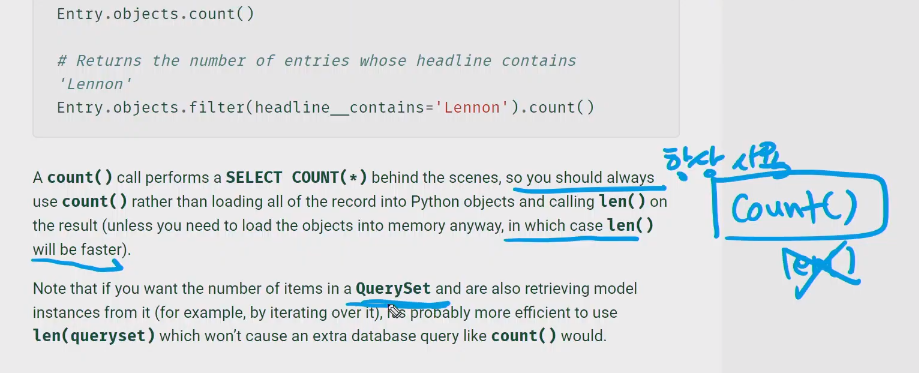 Entry.objects.count()
# Returns the number of entries whose headline contains
'Lennon'
Entry.objects.filter(headline__contains='Lennon').count()
A count() call performs a SELECT COUNT(*) behind the scenes, so you should always
use count() rather than loading all of the record into Python objects and calling len() on
the result (unless you need to load the objects into memory anyway, in which case len()
will be faster).
Note that if you want the number of items in a QuerySet and are also retrieving model
instances from it (for example, by iterating over it), it's probably more efficient to use
len(queryset) which won't cause an extra database query like count() would.
항상 사용
Count()
len()